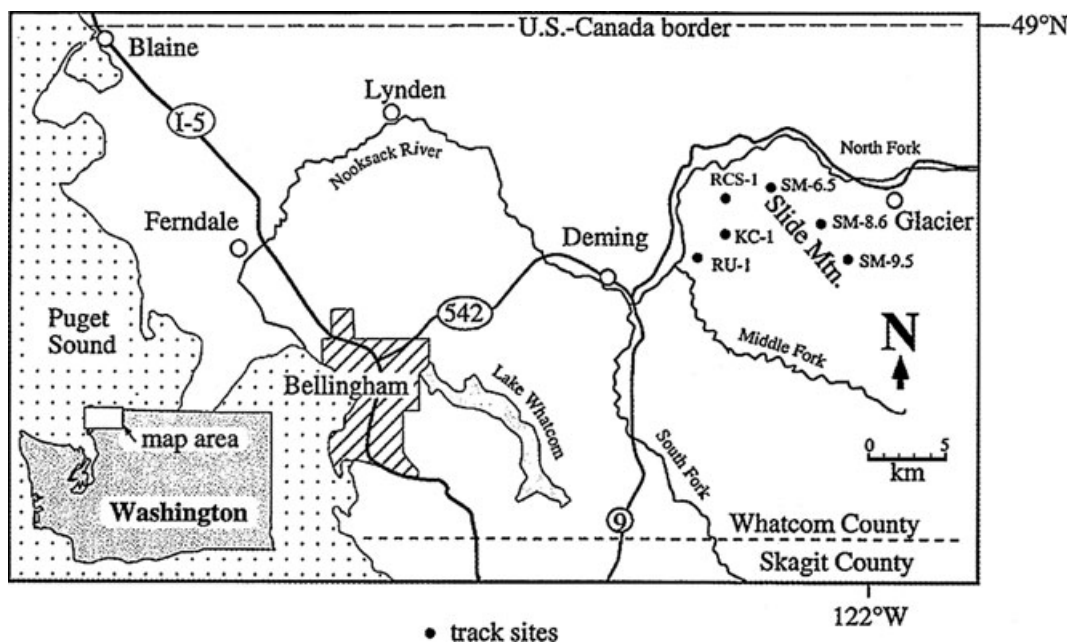 U.S.-Canada border
49°N
Blaine
Lynden
I-5
Nooksack River
North Fork
RCS-1
SM-6.5
Glacier
Slide Mtn.
SM-8.6
KC-1
SM-9.5
RU-1
Ferndale
Deming
542
Puget
Sound
Middle Fork
N
Bellingham
Lake Whatcom
map area
0 2 5
km
South Fork
Washington
9
Whatcom County
Skagit County
122°W
track sites